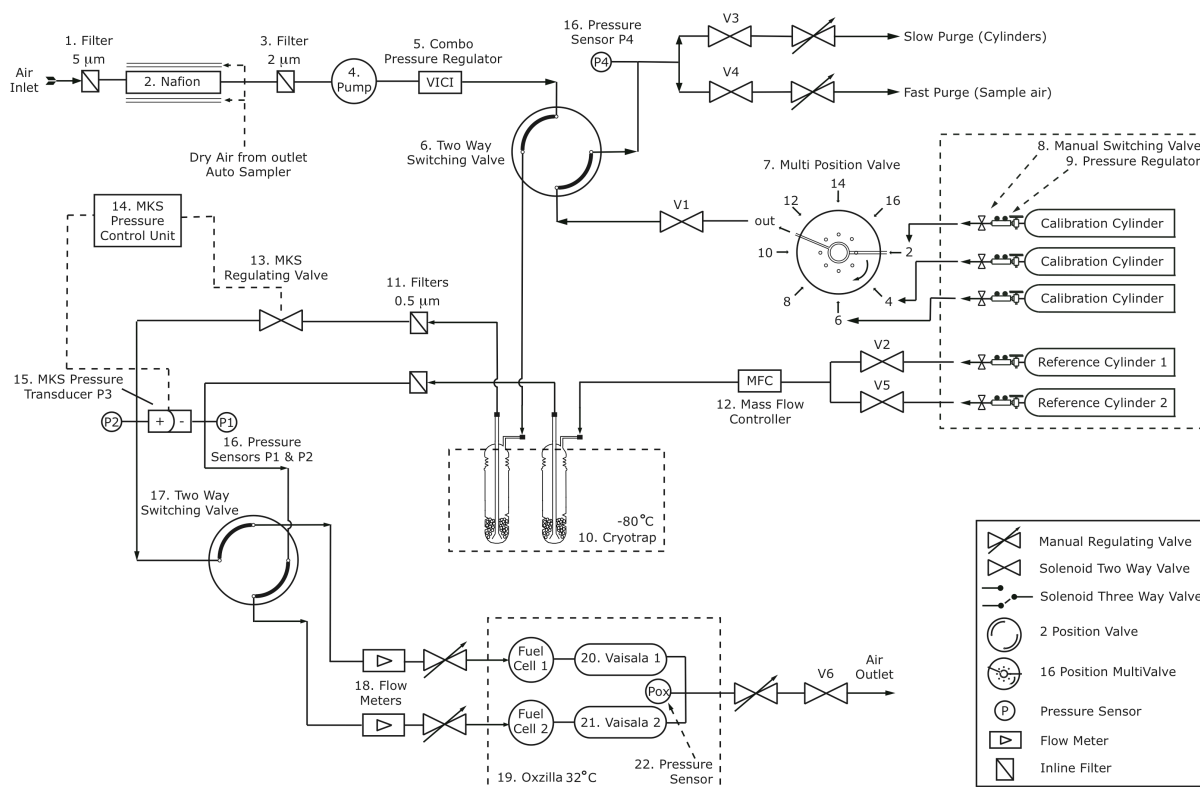 1. Filter
5 μm
Air
Inlet
2. Nafion
3. Filter
2 μm
4.
Pump
5. Combo
Pressure Regulator
VICI
Dry Air from outlet
Auto Sampler
6. Two Way
Switching Valve
16. Pressure
Sensor P4
P4
V3
Slow Purge (Cylinders)
V4
Fast Purge (Sample air)
7. Multi Position Valve
14
12
16
out
10
2
8
4
6
V1
8. Manual Switching Valve
9. Pressure Regulator
Calibration Cylinder
Calibration Cylinder
Calibration Cylinder
Reference Cylinder 1
Reference Cylinder 2
V2
V5
MFC
12. Mass Flow
Controller
14. MKS
Pressure
Control Unit
13. MKS
Regulating Valve
11. Filters
0.5 μm
15. MKS Pressure
Transducer P3
P2
+
-
P1
16. Pressure
Sensors P1 & P2
17. Two Way
Switching Valve
-80°C
10. Cryotrap
18. Flow
Meters
Fuel
Cell 1
20. Vaisala 1
Pox
Fuel
Cell 2
21. Vaisala 2
22. Pressure
Sensor
19. Oxzilla 32°C
V6
Air
Outlet
Manual Regulating Valve
Solenoid Two Way Valve
Solenoid Three Way Valve
2 Position Valve
16 Position MultiValve
P
Pressure Sensor
Flow Meter
Inline Filter